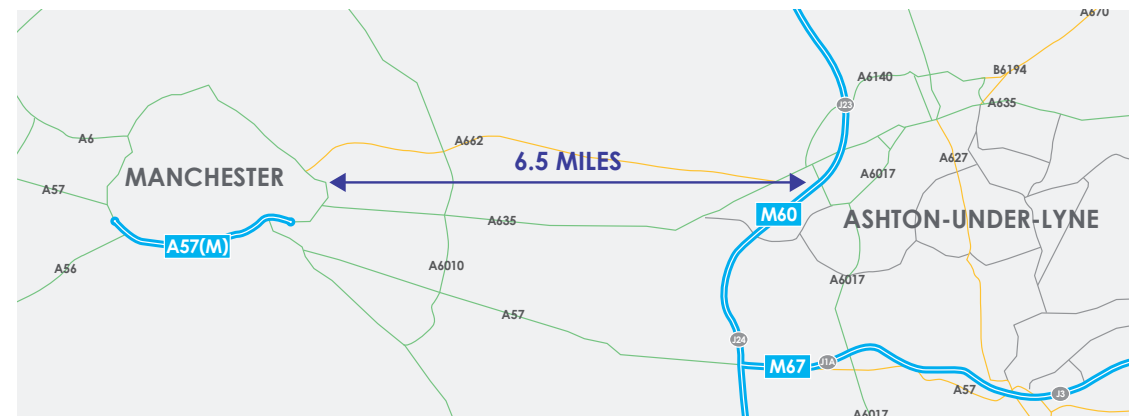 A670
B6194
A6140
A635
J23
A6
A662
A627
6.5 MILES
MANCHESTER
A6017
A57
A635
M60
ASHTON-UNDER-LYNE
A57(M)
A56
A6010
A6017
A57
J24
M67
J1A
A57
J3
A6017